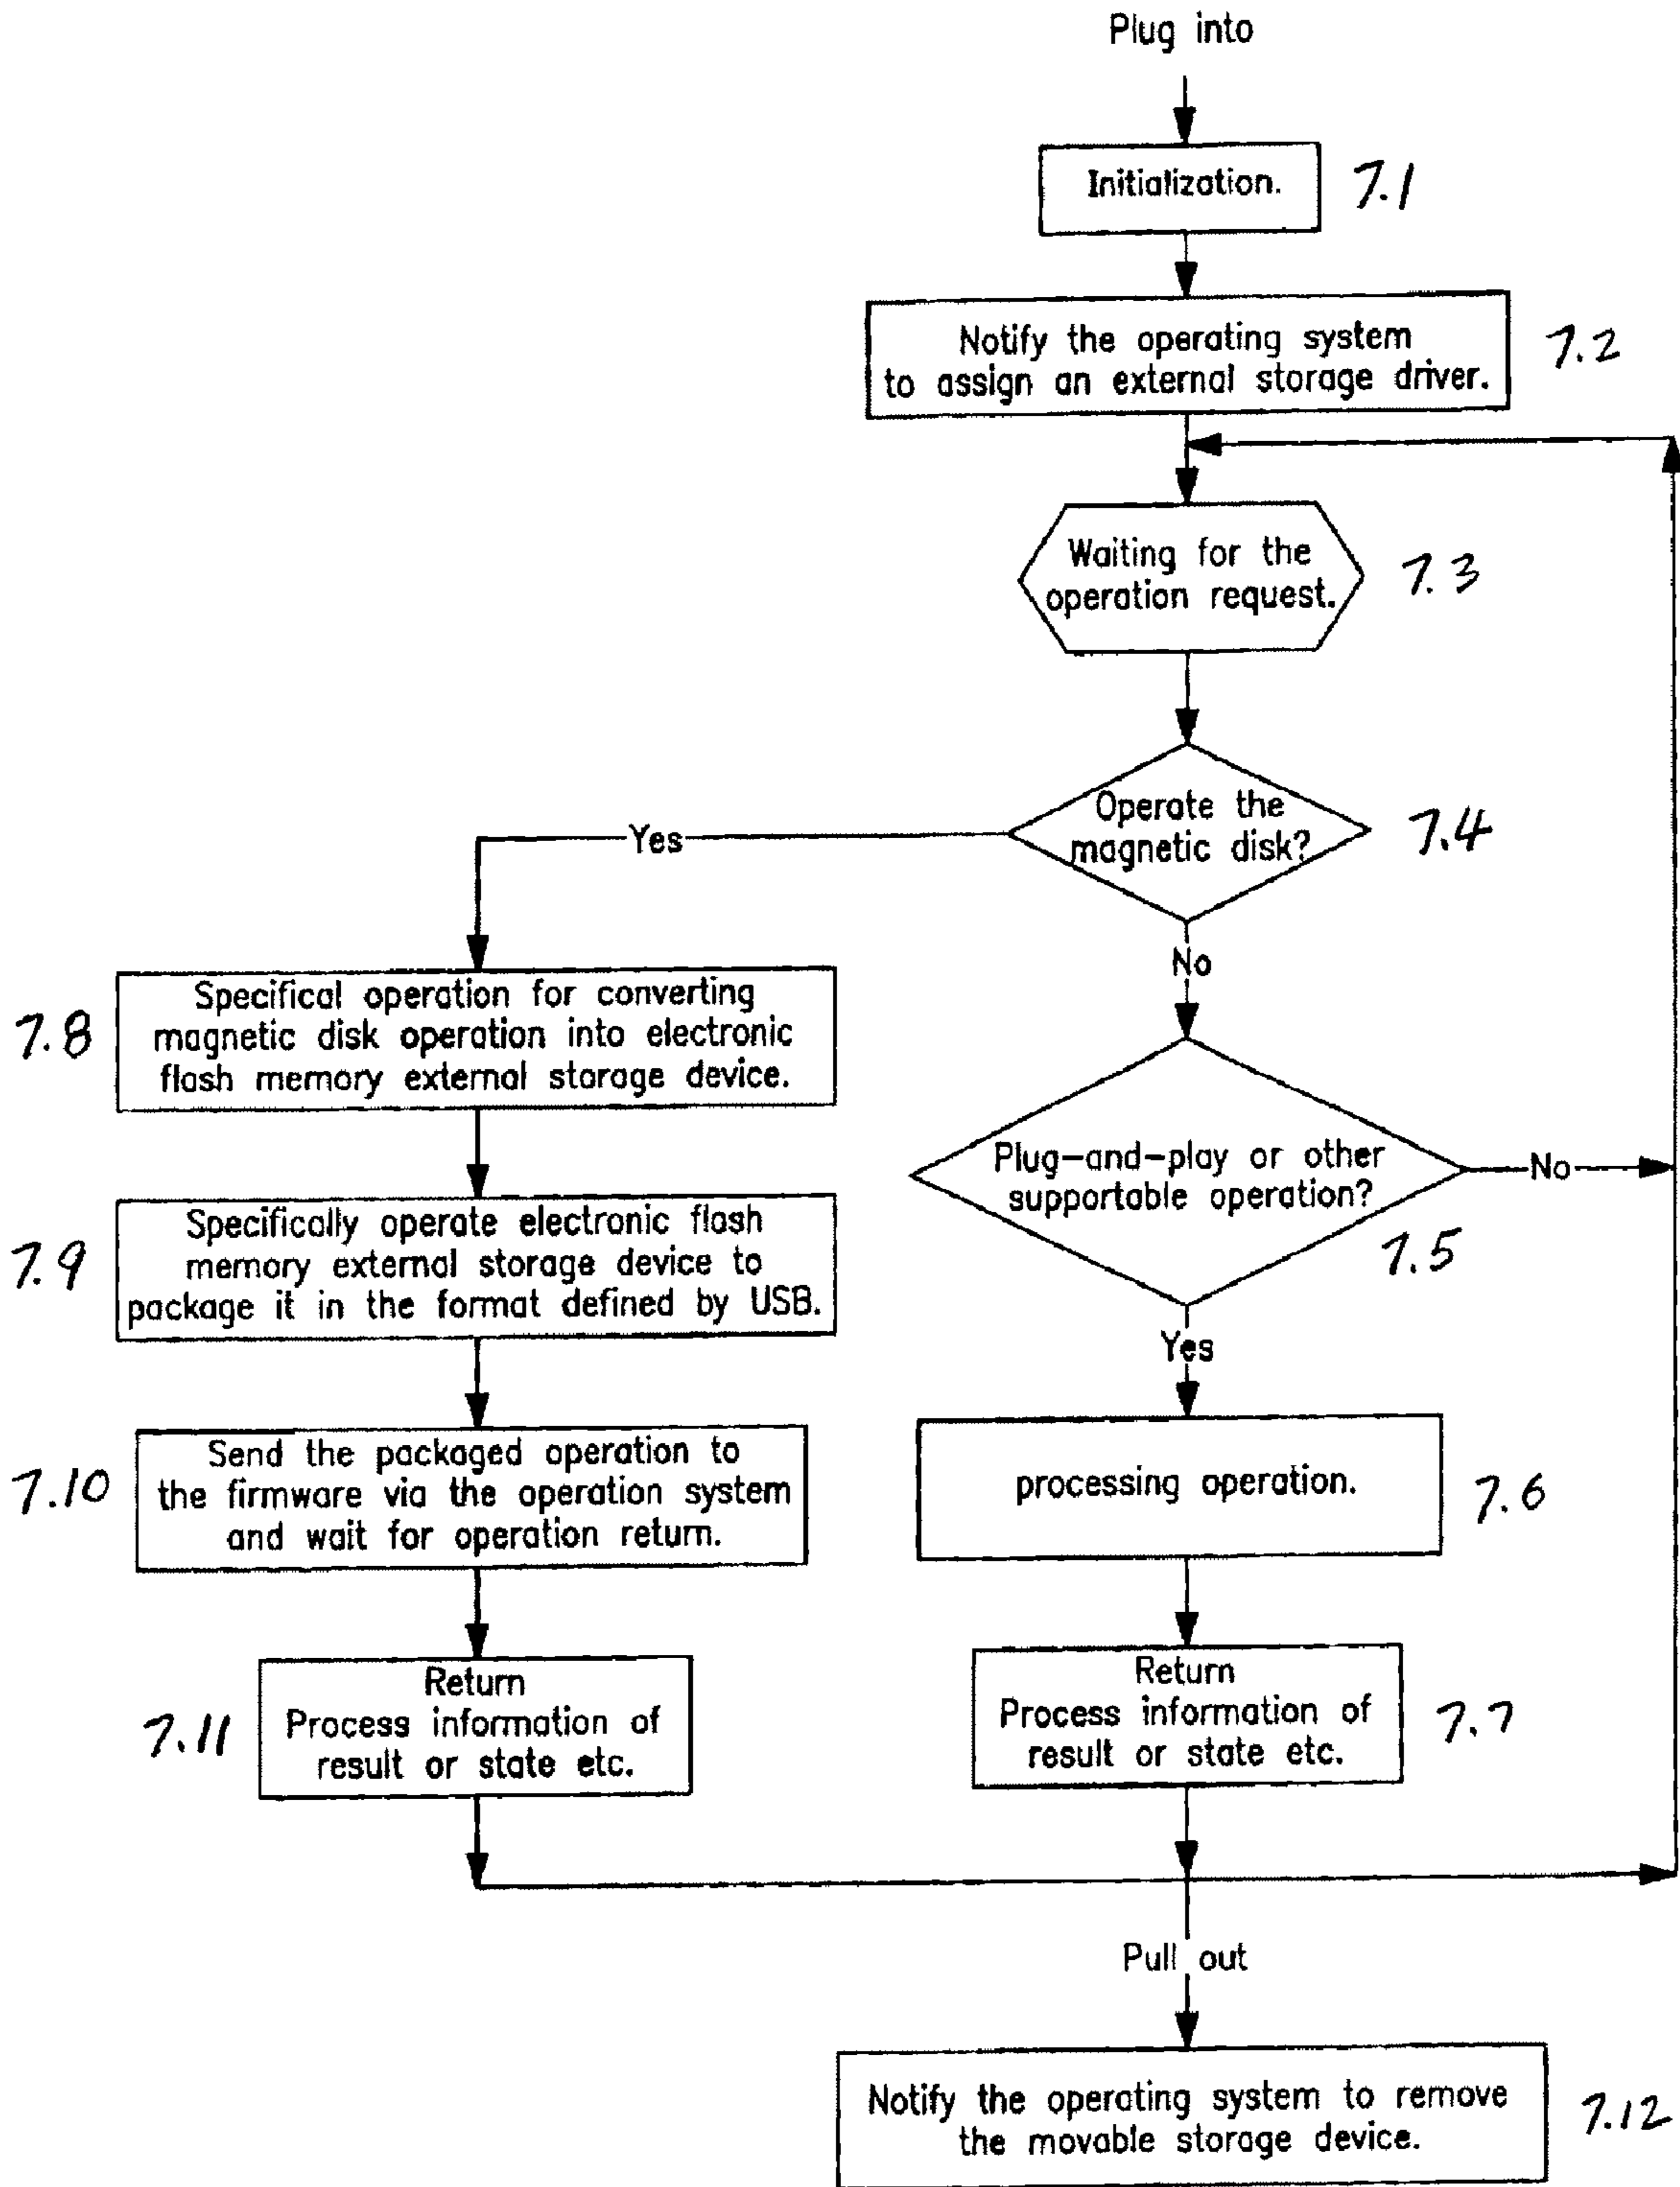 Plug into
Initialization.
7.1
Notify the operating system
to assign an external storage driver.
7.2
Waiting for the
operation request.
7.3
Operate the
magnetic disk?
7.4
Yes
No
7.8
Specifical operation for converting
magnetic disk operation into electronic
flash memory external storage device.
Plug-and-play or other
supportable operation?
No
7.5
7.9
Specifically operate electronic flash
memory external storage device to
package it in the format defined by USB.
Yes
7.10
Send the packaged operation to
the firmware via the operation system
and wait for operation return.
processing operation.
7.6
7.11
Return
Process information of
result or state etc.
Return
Process information of
result or state etc.
7.7
Pull out
Notify the operating system to remove
the movable storage device.
7.12